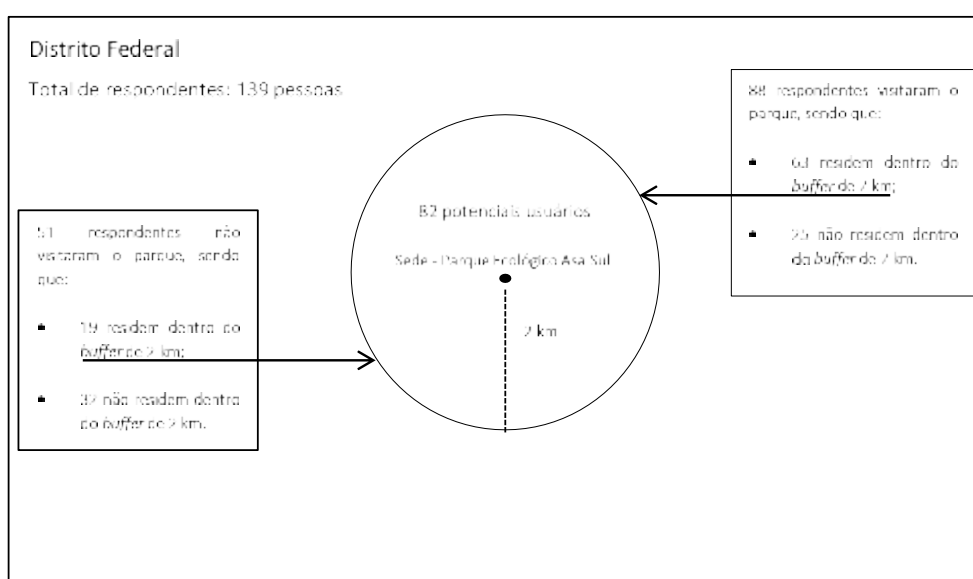 Distrito Federal
Total de respondentes: 139 pessoas
88 respondentes visitaram o
parque, sendo que:
63 residem dentro do
buffer de 2 km;
25 não residem dentro
do buffer de 2 km.
82 potenciais usuários
Sede - Parque Ecológico Asa Sul
2 km
51 respondentes não
visitaram o parque, sendo
que:
19 residem dentro do
buffer de 2 km;
32 não residem dentro
do buffer de 2 km.